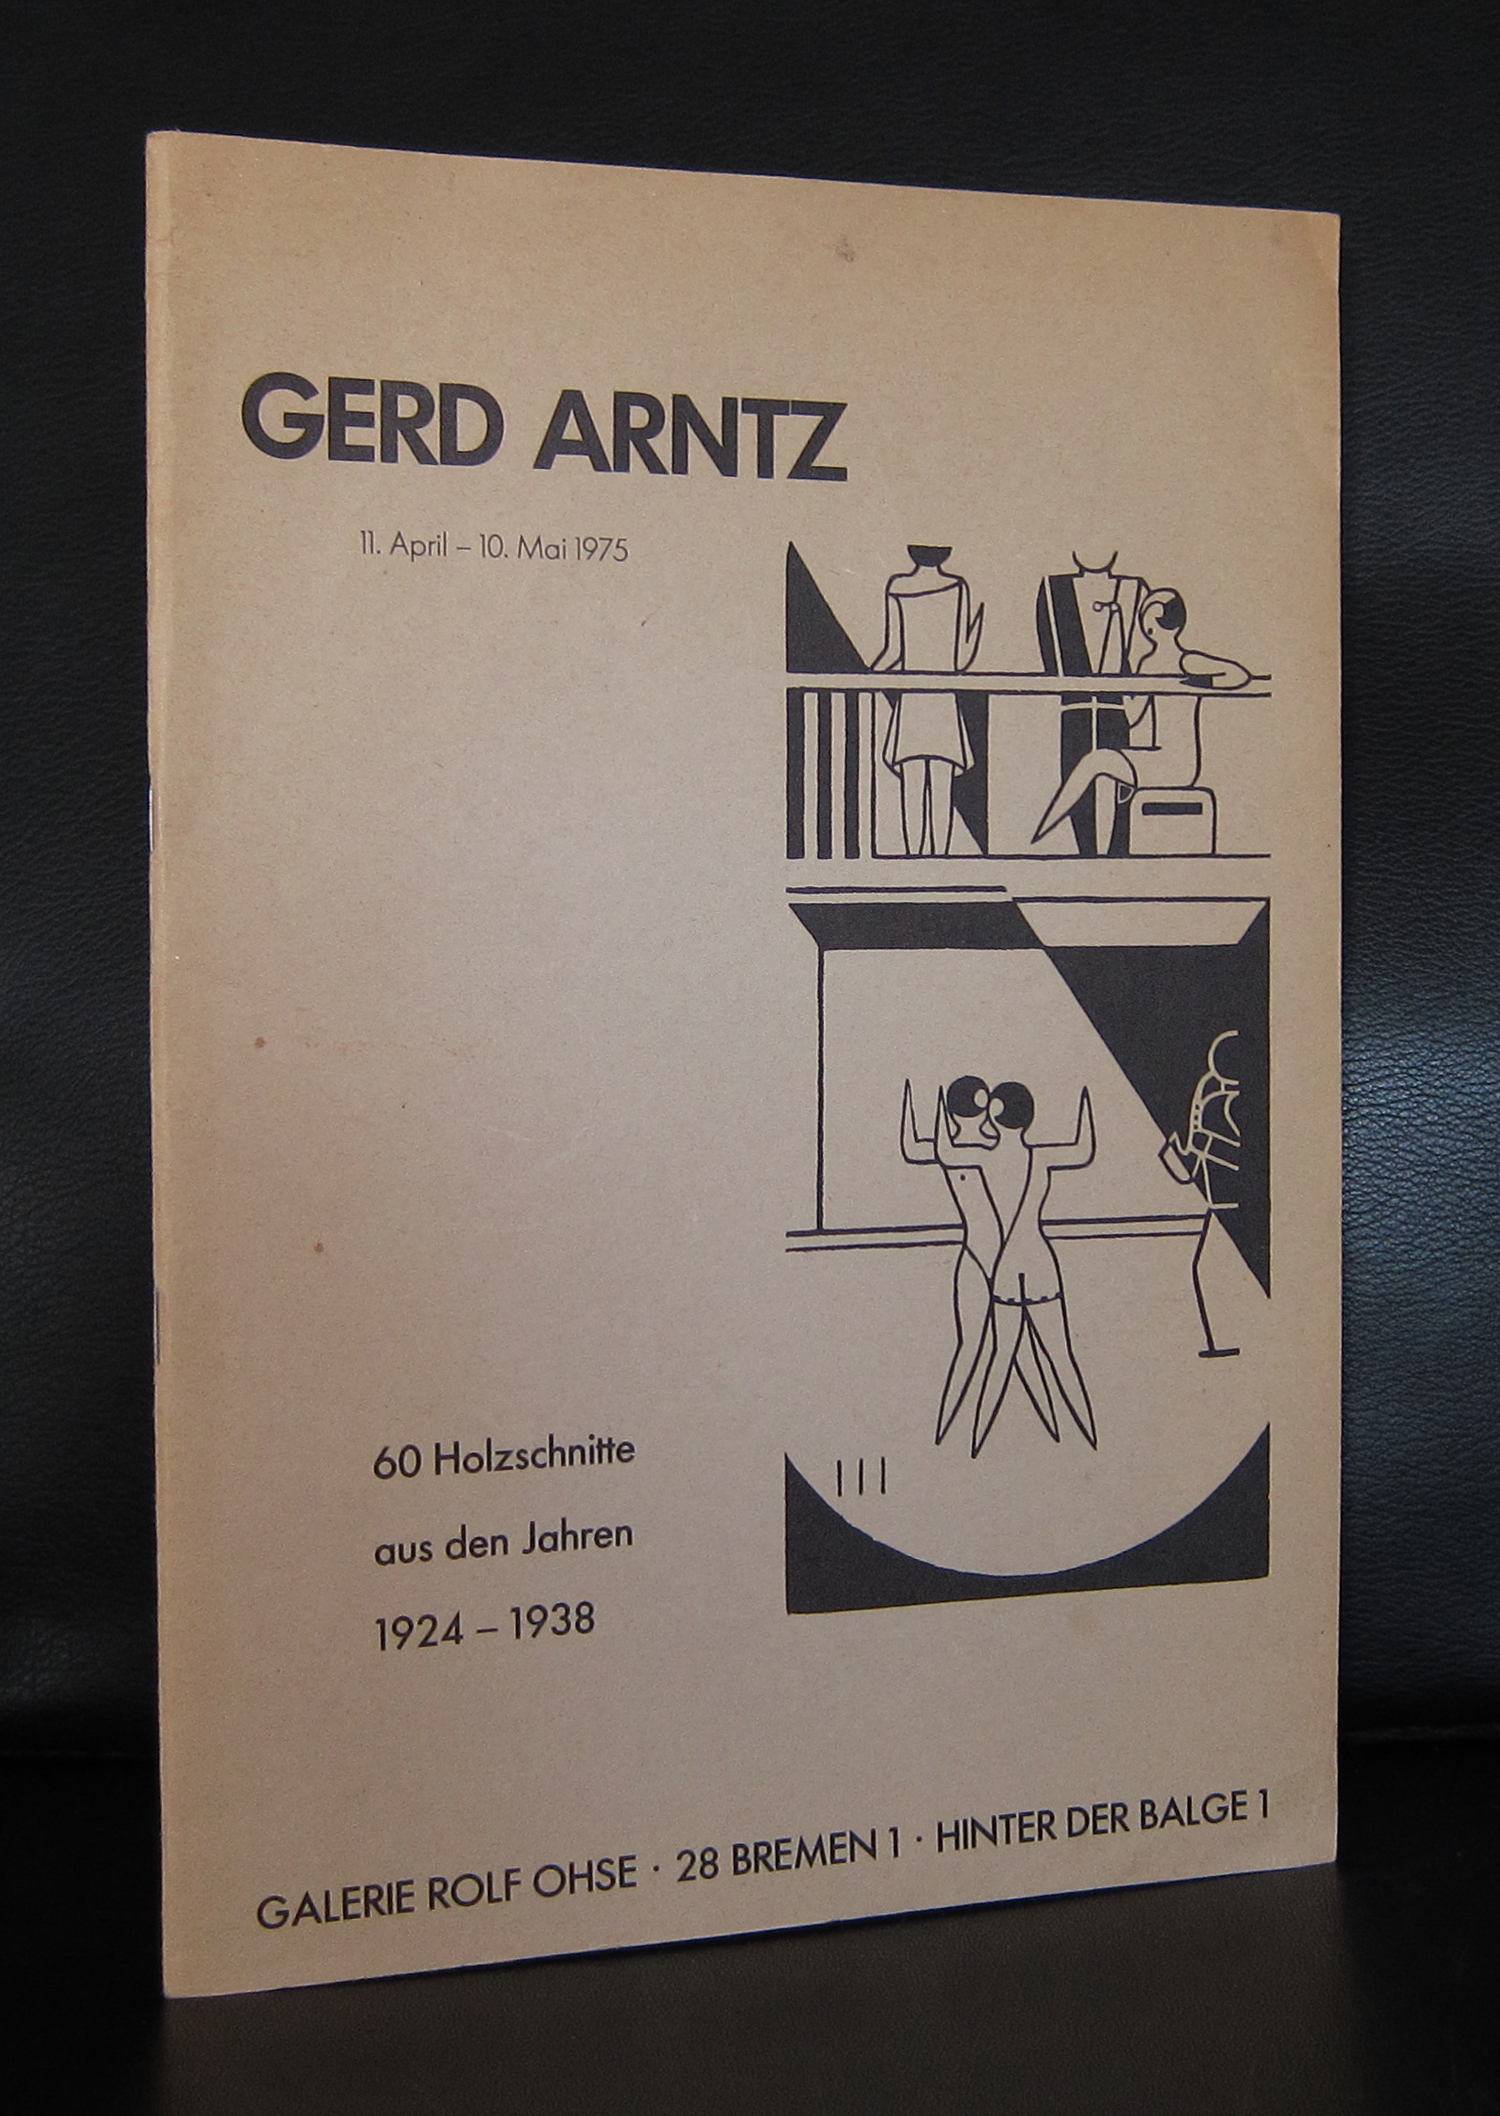 GERD ARNTZ
11. April – 10. Mai 1975
60 Holzschnitte
aus den Jahren
1924 – 1938
GALERIE ROLF OHSE · 28 BREMEN 1 · HINTER DER BALGE 1